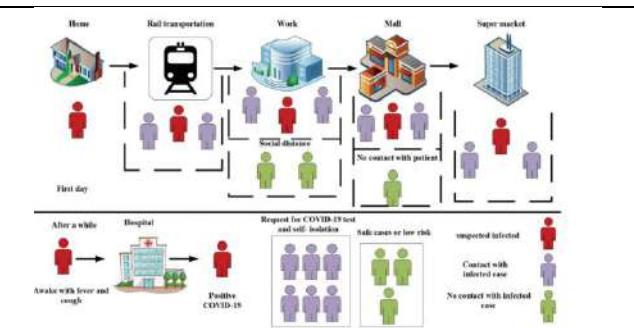 Home
Rail transportation
Work
Mall
Super market
Social distance
No contact with patient
First day
After a while
Hospital
Request for COVID-19 test
and self- isolation
Safe cases or low risk
suspected infected
Contact with
infected case
Awake with fever and
cough
Positive
COVID-19
No contact with infected
case